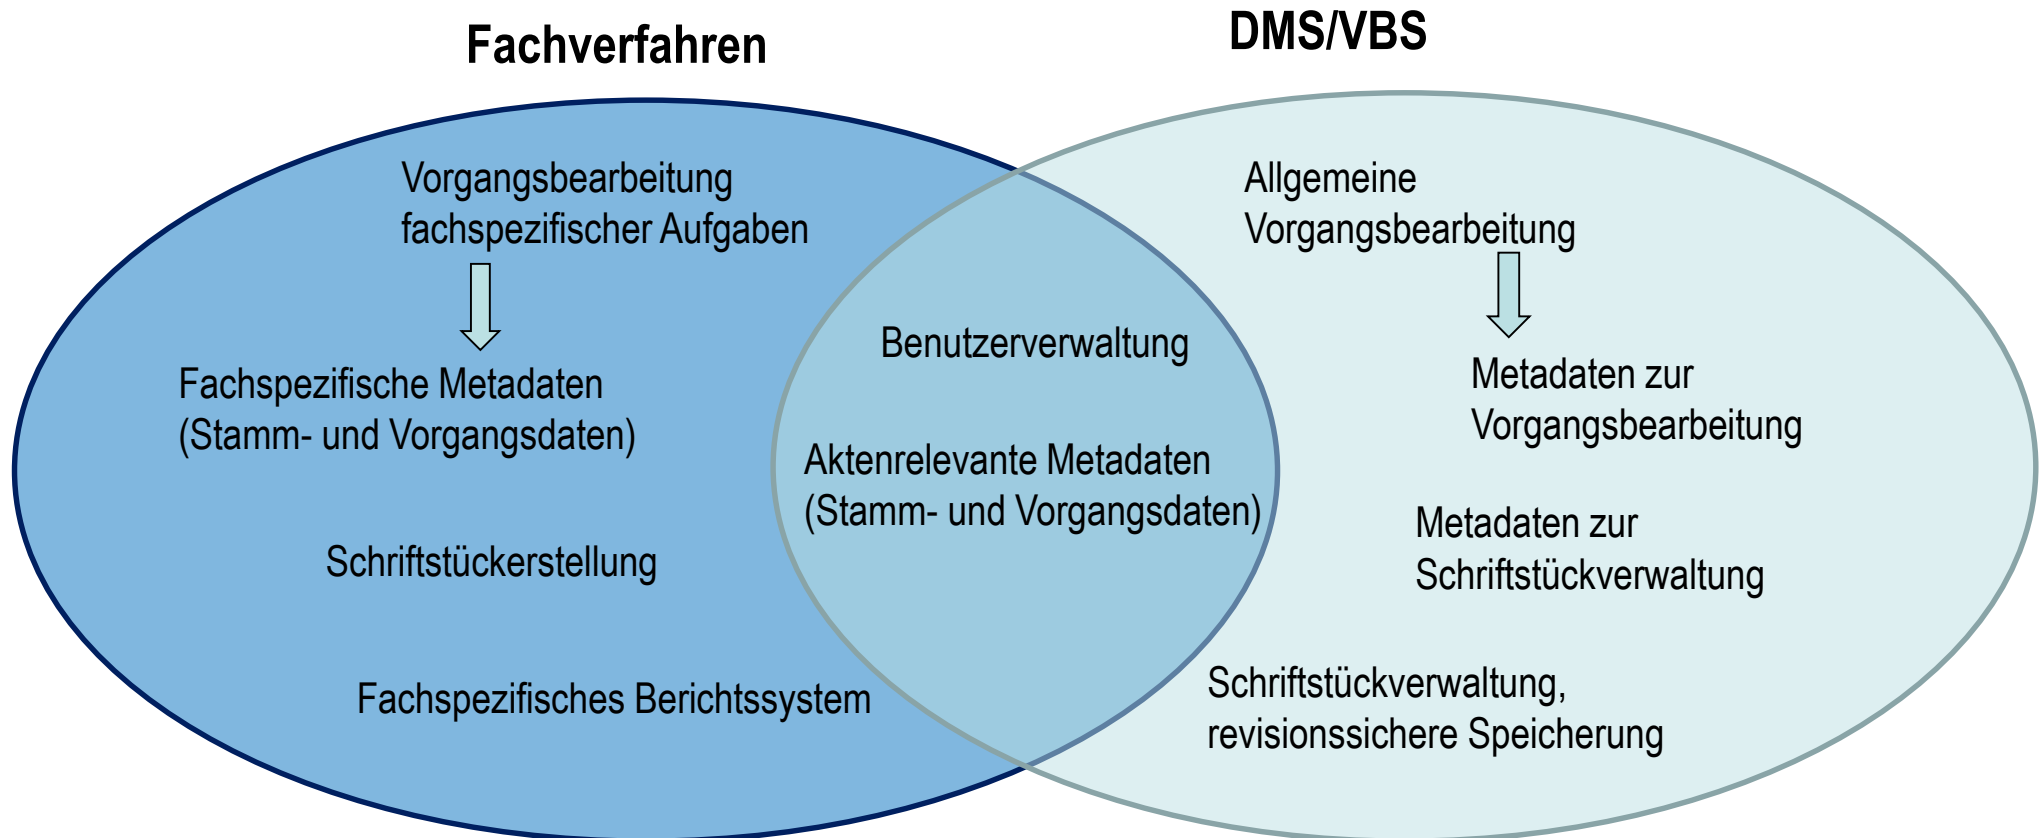 Fachverfahren
DMS/VBS
Vorgangsbearbeitung
fachspezifischer Aufgaben
Fachspezifische Metadaten
(Stamm- und Vorgangsdaten)
Schriftstückerstellung
Fachspezifisches Berichtssystem
Benutzerverwaltung
Aktenrelevante Metadaten
(Stamm- und Vorgangsdaten)
Allgemeine
Vorgangsbearbeitung
Metadaten zur
Vorgangsbearbeitung
Metadaten zur
Schriftstückverwaltung
Schriftstückverwaltung,
revisionssichere Speicherung